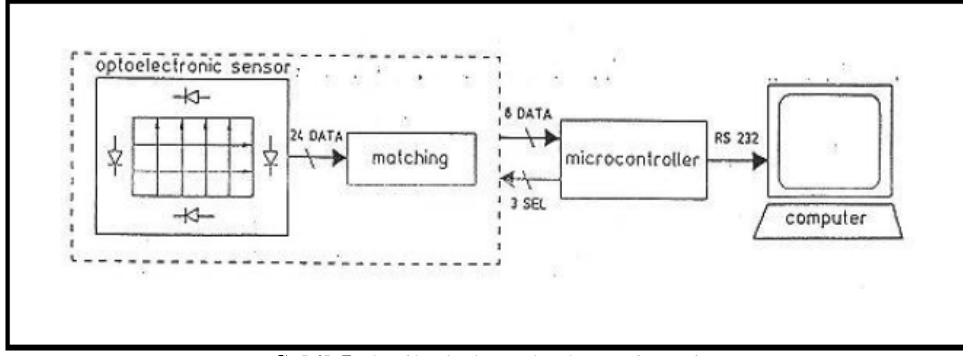 optoelectronic sensor
24 DATA
matching
8 DATA
3 SEL
microcontroller
RS 232
computer